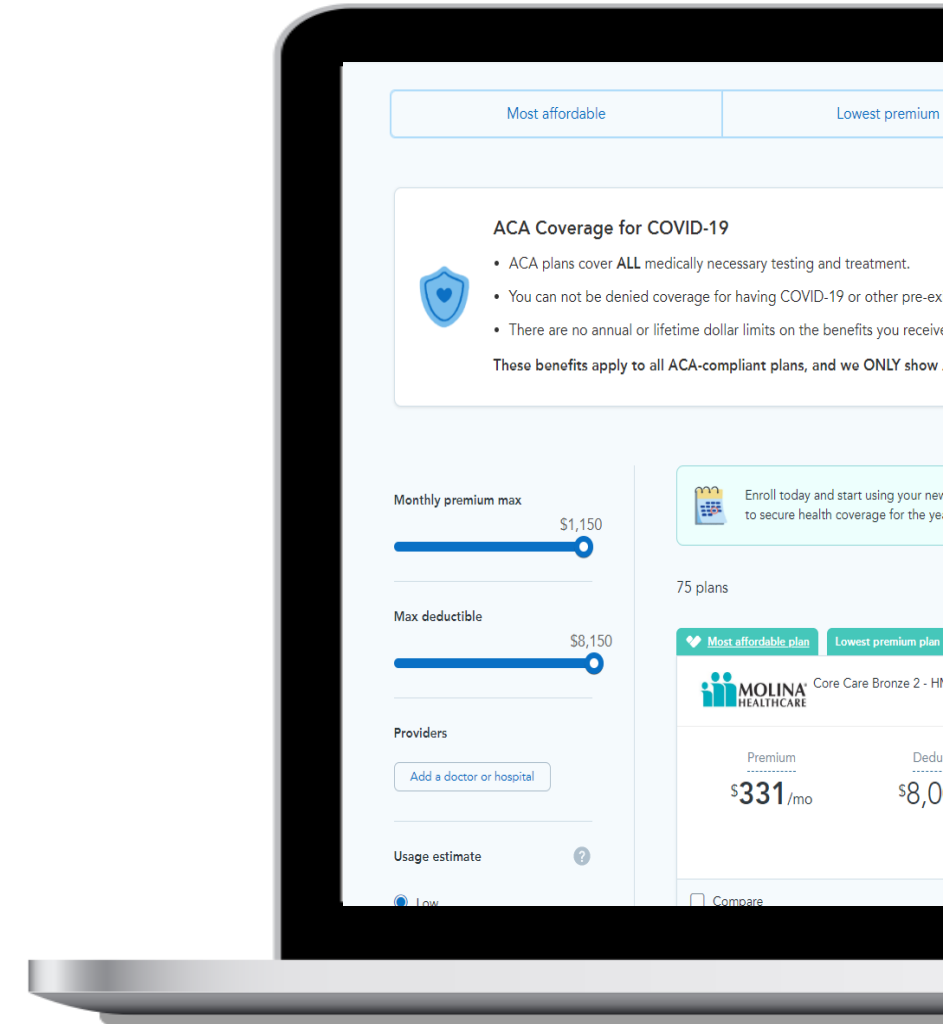 Most affordable
Lowest premium
ACA Coverage for COVID-19
• ACA plans cover ALL medically necessary testing and treatment.
• You can not be denied coverage for having COVID-19 or other pre-ex
• There are no annual or lifetime dollar limits on the benefits you receive
These benefits apply to all ACA-compliant plans, and we ONLY show
Monthly premium max
$1,150
Max deductible
$8,150
Providers
Add a doctor or hospital
Usage estimate
?
Low
Enroll today and start using your new
to secure health coverage for the yea
75 plans
Most affordable plan
Lowest premium plan
MOLINA
HEALTHCARE
Core Care Bronze 2 - HM
Premium
$331/mo
Dedu
$8,0
Compare